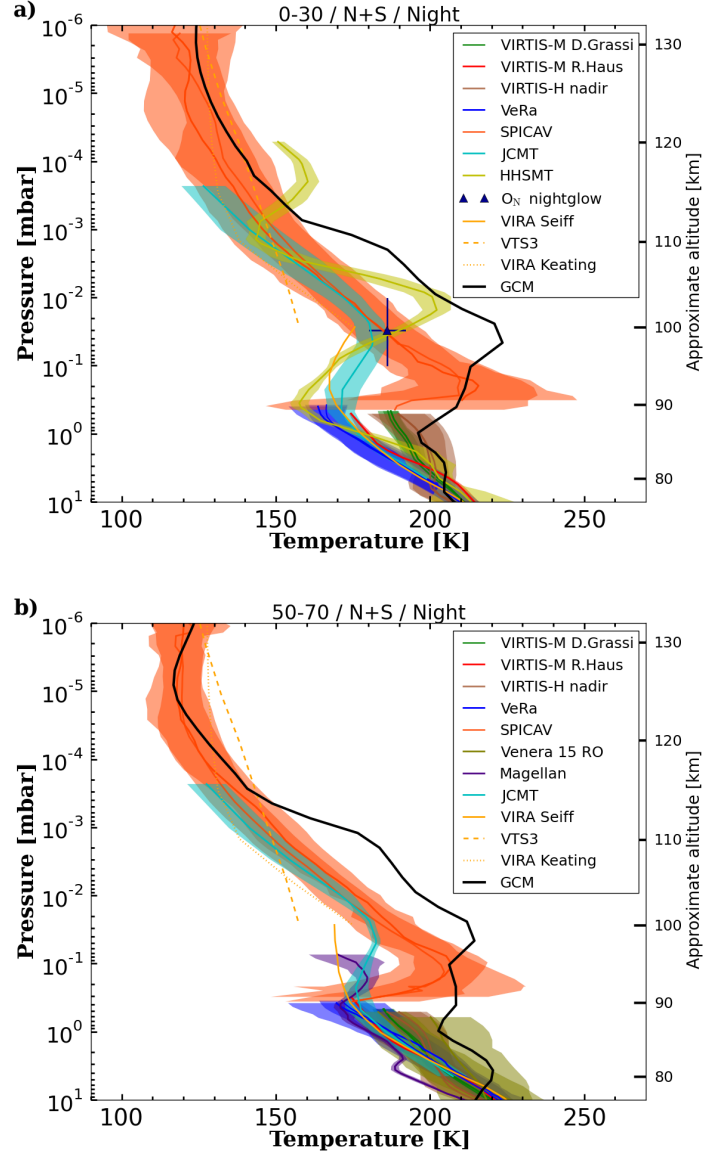 a)
0-30 / N+S / Night
Pressure [mbar]
10⁻⁶
10⁻⁵
10⁻⁴
10⁻³
10⁻²
10⁻¹
10⁰
10¹
VIRTIS-M D.Grassi
VIRTIS-M R.Haus
VIRTIS-H nadir
VeRa
SPICAV
JCMT
HHSMT
O_N nightglow
VIRA Seiff
VTS3
VIRA Keating
GCM
130
120
110
100
90
80
Approximate altitude [km]
100 150 200 250
Temperature [K]
b)
50-70 / N+S / Night
Pressure [mbar]
10⁻⁶
10⁻⁵
10⁻⁴
10⁻³
10⁻²
10⁻¹
10⁰
10¹
VIRTIS-M D.Grassi
VIRTIS-M R.Haus
VIRTIS-H nadir
VeRa
SPICAV
Venera 15 RO
Magellan
JCMT
VIRA Seiff
VTS3
VIRA Keating
GCM
130
120
110
100
90
80
Approximate altitude [km]
100 150 200 250
Temperature [K]